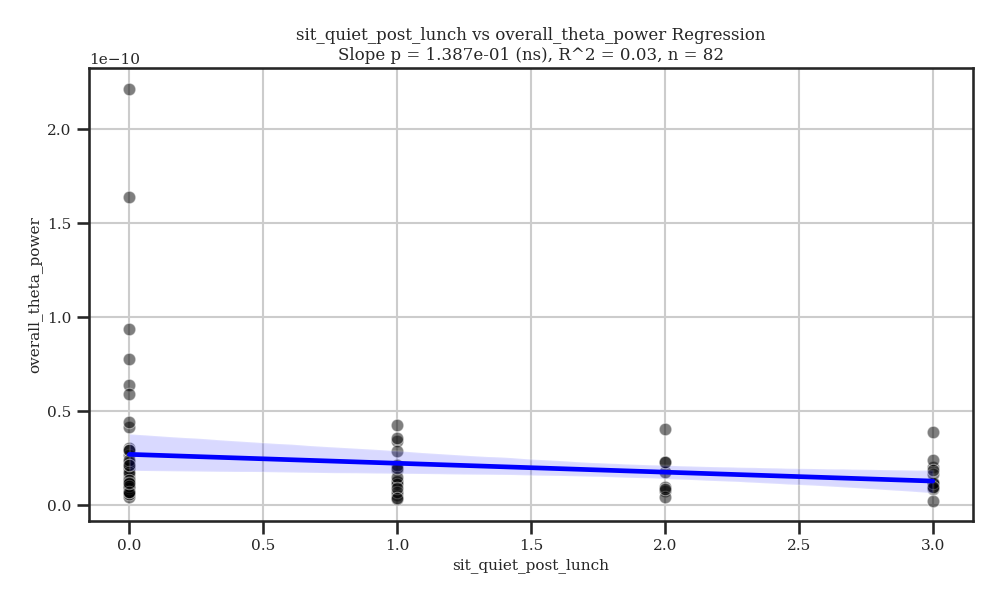 sit_quiet_post_lunch vs overall_theta_power Regression
Slope p = 1.387e-01 (ns), R^2 = 0.03, n = 82
1e−10
2.0
1.5
1.0
0.5
0.0
overall_theta_power
0.0 0.5 1.0 1.5 2.0 2.5 3.0
sit_quiet_post_lunch